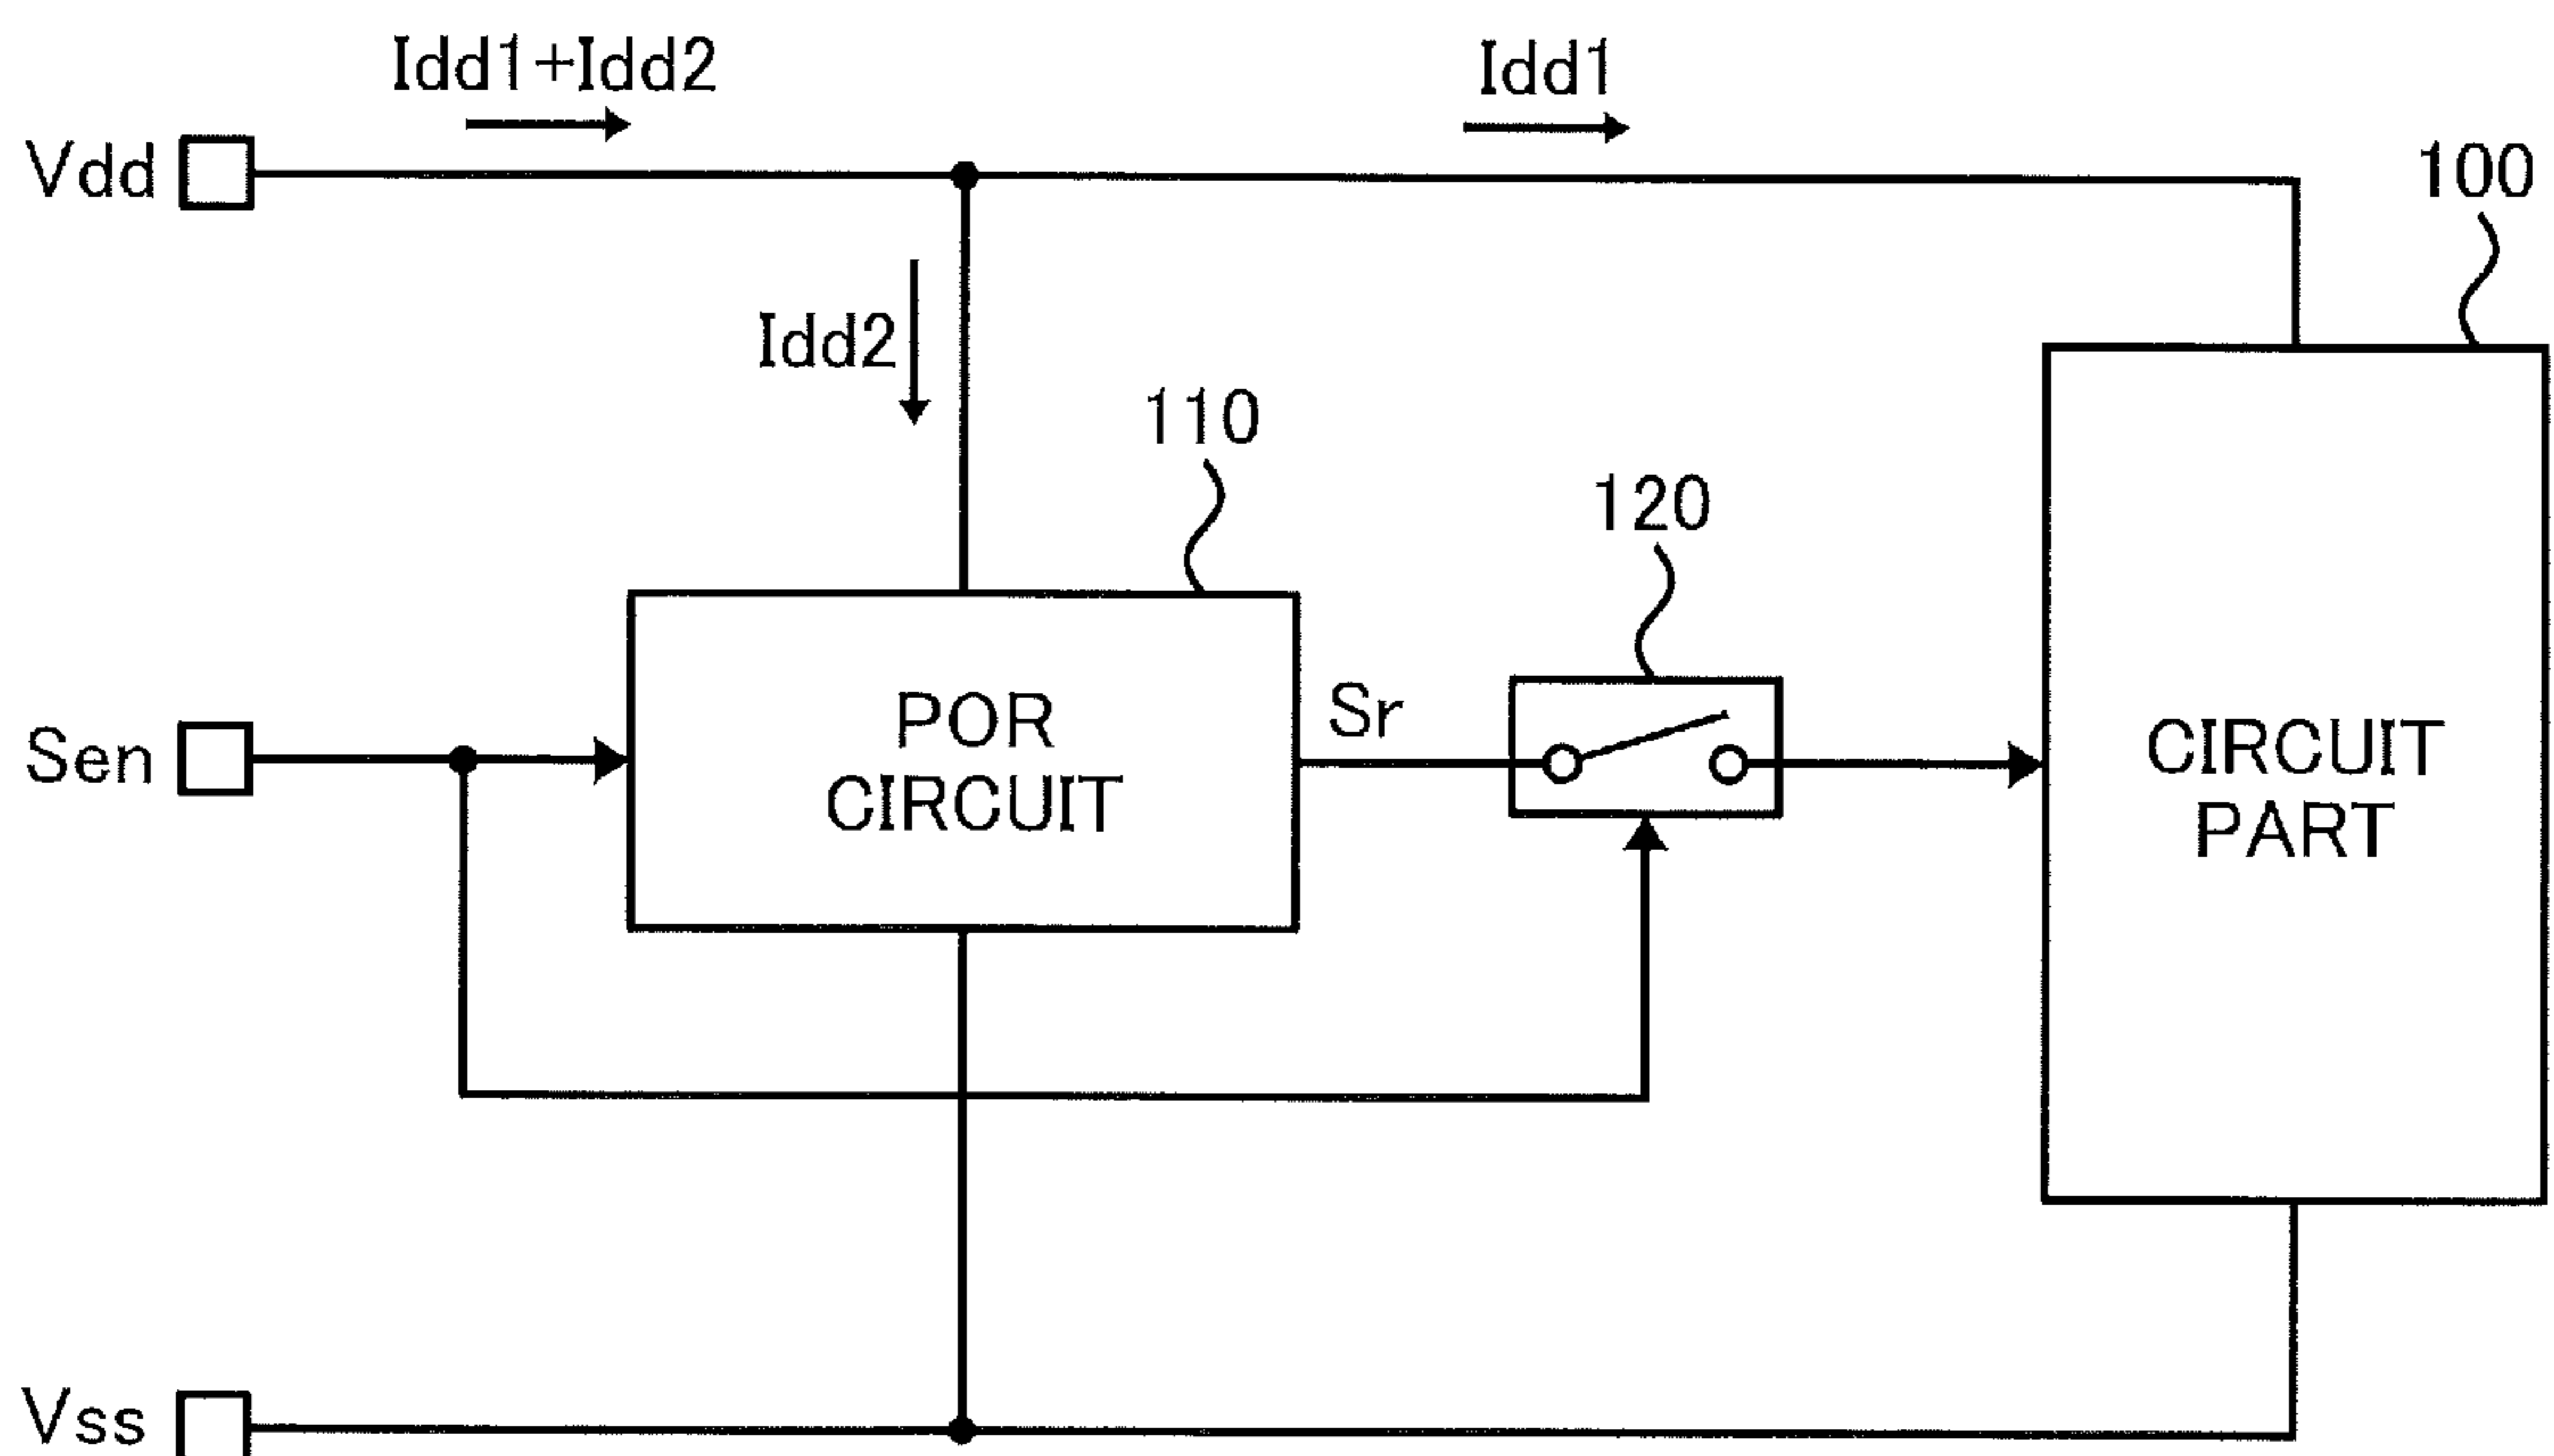 Idd1+Idd2
Idd1
Vdd
100
Idd2
110
120
Sen
POR
CIRCUIT
Sr
CIRCUIT
PART
Vss